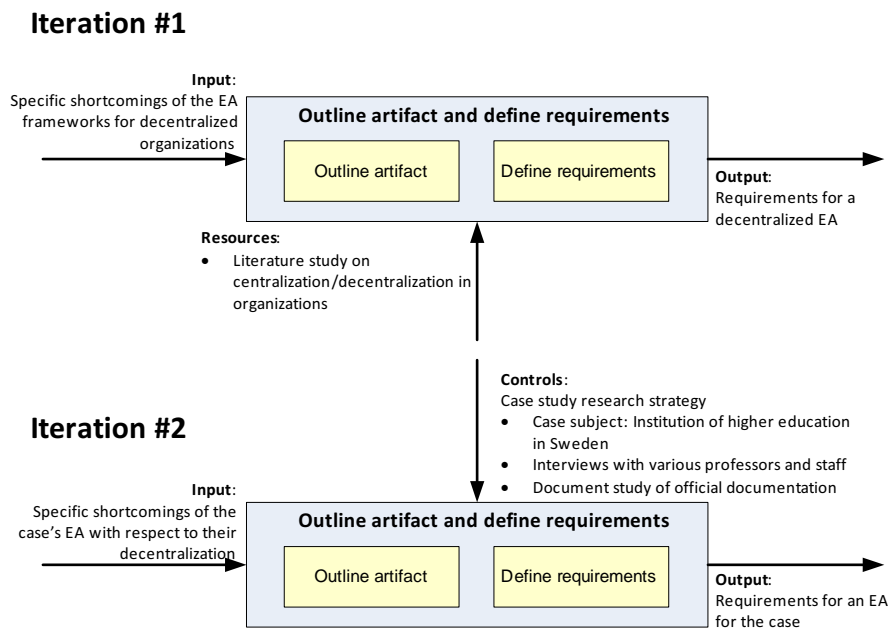 Iteration #1
Input:
Specific shortcomings of the EA
frameworks for decentralized
organizations
Outline artifact and define requirements
Outline artifact
Define requirements
Output:
Requirements for a
decentralized EA
Resources:
• Literature study on
centralization/decentralization in
organizations
Controls:
Case study research strategy
• Case subject: Institution of higher education
in Sweden
• Interviews with various professors and staff
• Document study of official documentation
Iteration #2
Input:
Specific shortcomings of the
case's EA with respect to their
decentralization
Outline artifact and define requirements
Outline artifact
Define requirements
Output:
Requirements for an EA
for the case